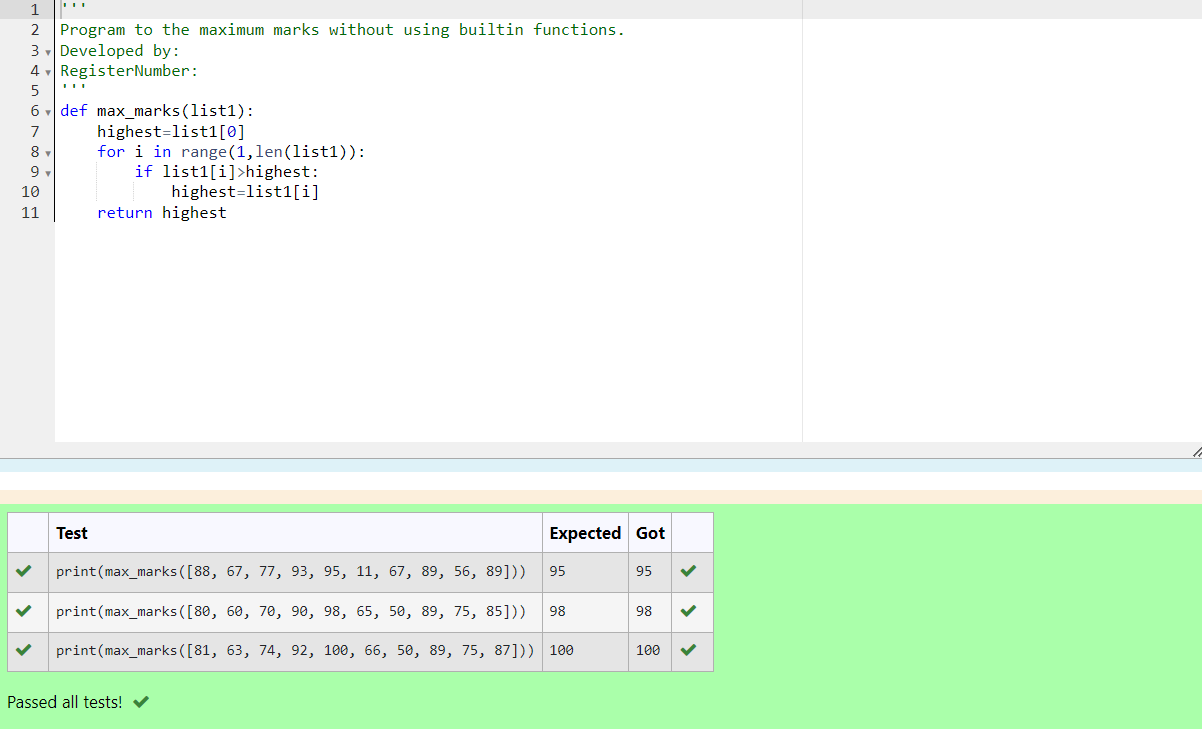 1 '''
2 Program to the maximum marks without using builtin functions.
3 Developed by:
4 RegisterNumber:
5 '''
6 def max_marks(list1):
7     highest=list1[0]
8     for i in range(1,len(list1)):
9         if list1[i]>highest:
10             highest=list1[i]
11     return highest
Test Expected Got
print(max_marks([88, 67, 77, 93, 95, 11, 67, 89, 56, 89])) 95 95
print(max_marks([80, 60, 70, 90, 98, 65, 50, 89, 75, 85])) 98 98
print(max_marks([81, 63, 74, 92, 100, 66, 50, 89, 75, 87])) 100 100
Passed all tests!